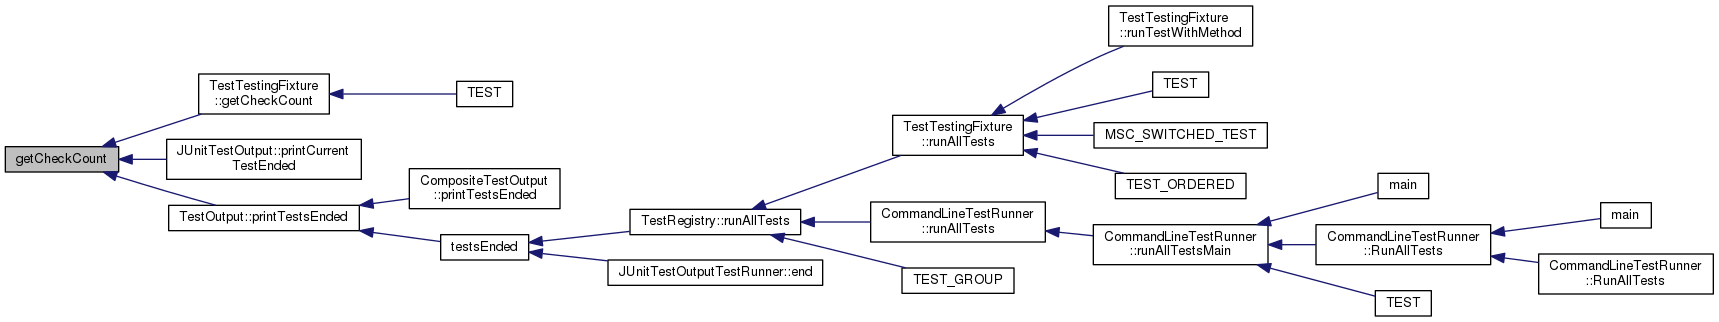 getCheckCount
TestTestingFixture
::getCheckCount
TEST
JUnitTestOutput::printCurrent
TestEnded
TestOutput::printTestsEnded
CompositeTestOutput
::printTestsEnded
testsEnded
TestRegistry::runAllTests
JUnitTestOutputTestRunner::end
TestTestingFixture
::runAllTests
CommandLineTestRunner
::runAllTests
TEST_GROUP
TestTestingFixture
::runTestWithMethod
TEST
MSC_SWITCHED_TEST
TEST_ORDERED
CommandLineTestRunner
::runAllTestsMain
main
CommandLineTestRunner
::RunAllTests
TEST
main
CommandLineTestRunner
::RunAllTests